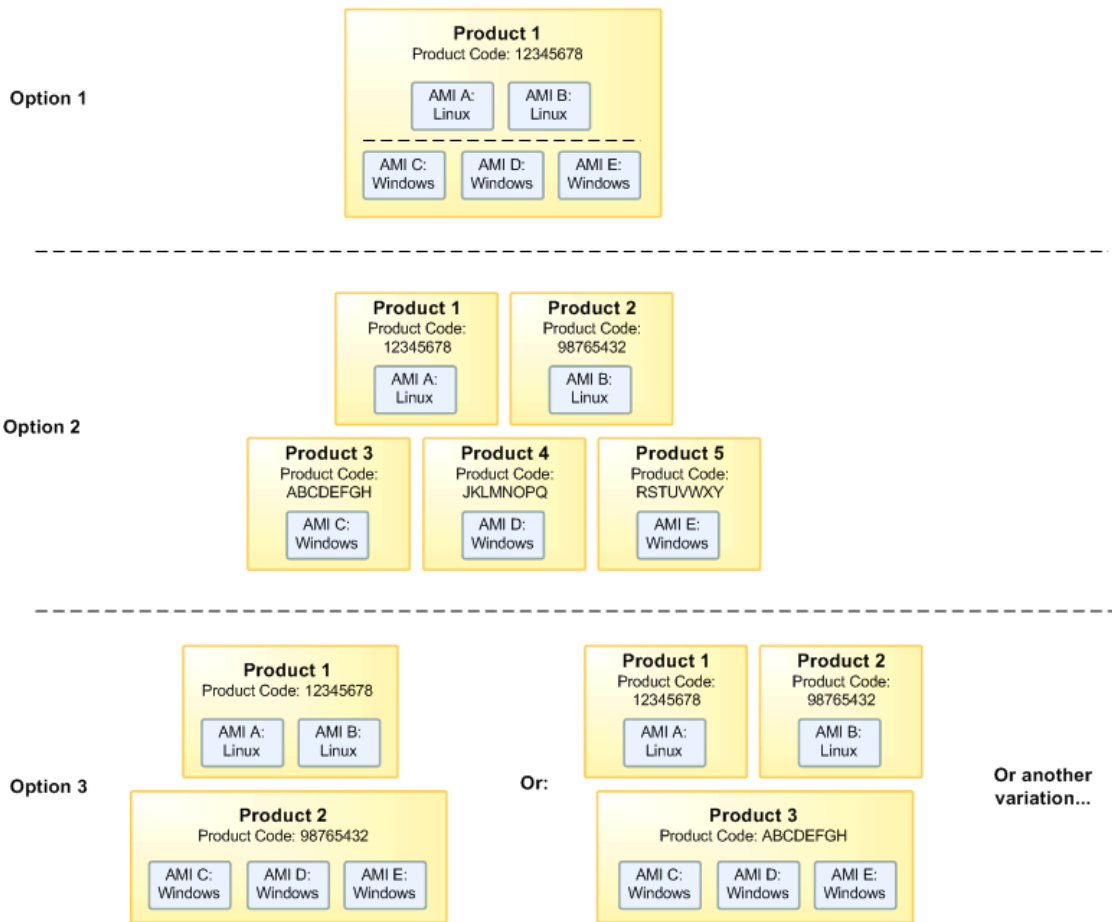 Option 1
Product 1
Product Code: 12345678
AMI A:
Linux
AMI B:
Linux
AMI C:
Windows
AMI D:
Windows
AMI E:
Windows
Option 2
Product 1
Product Code:
12345678
AMI A:
Linux
Product 2
Product Code:
98765432
AMI B:
Linux
Product 3
Product Code:
ABCDEFGH
AMI C:
Windows
Product 4
Product Code:
JKLMNOPQ
AMI D:
Windows
Product 5
Product Code:
RSTUVWXY
AMI E:
Windows
Option 3
Product 1
Product Code: 12345678
AMI A:
Linux
AMI B:
Linux
Product 2
Product Code: 98765432
AMI C:
Windows
AMI D:
Windows
AMI E:
Windows
Or:
Product 1
Product Code:
12345678
AMI A:
Linux
Product 2
Product Code:
98765432
AMI B:
Linux
Product 3
Product Code: ABCDEFGH
AMI C:
Windows
AMI D:
Windows
AMI E:
Windows
Or another
variation...